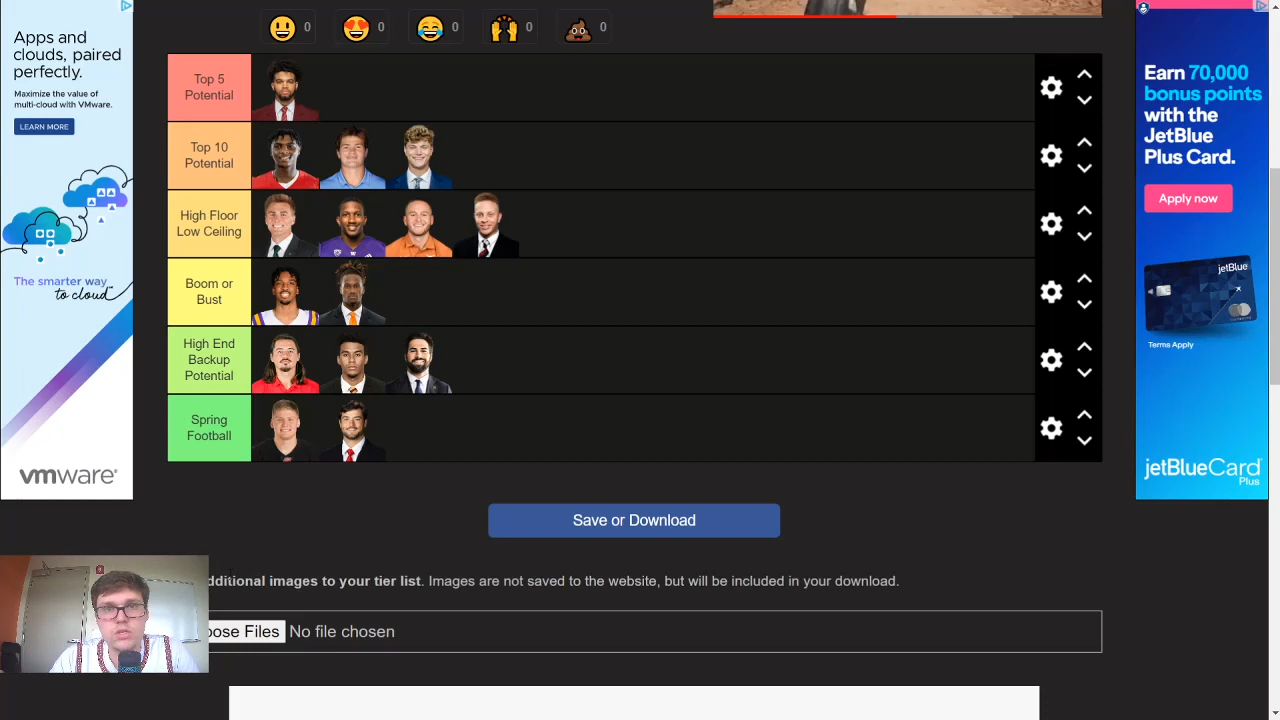 Apps and
clouds, paired
perfectly.
Maximize the value of
multi-cloud with VMware.
LEARN MORE
The smarter way
to cloud™
vmware®
0
0
0
0
0
Top 5
Potential
Top 10
Potential
High Floor
Low Ceiling
Boom or
Bust
High End
Backup
Potential
Spring
Football
Save or Download
dditional images to your tier list. Images are not saved to the website, but will be included in your download.
ose Files No file chosen
Earn 70,000
bonus points
with the
JetBlue
Plus Card.
Apply now
jetBlue
Terms Apply
jetBlueCard
Plus